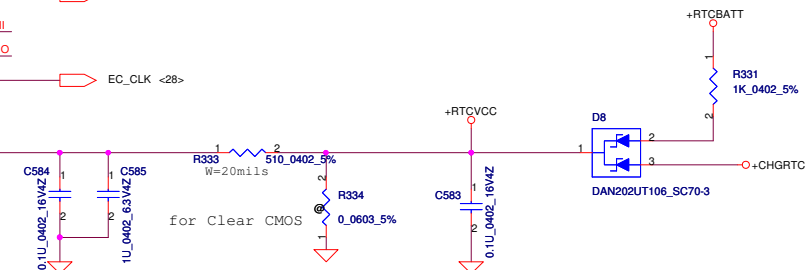 +RTCBATT
O
EC_CLK <28>
1
R331
1K_0402_5%
2
+RTCVCC
D8
1
2
3
+CHGRTC
DAN202UT106_SC70-3
1
2
R333
510_0402_5%
W=20mils
C584
1
2
0.1U_0402_16V4Z
C585
1
2
1U_0402_6.3V4Z
2
R334
@
0_0603_5%
1
for Clear CMOS
C583
1
2
0.1U_0402_16V4Z